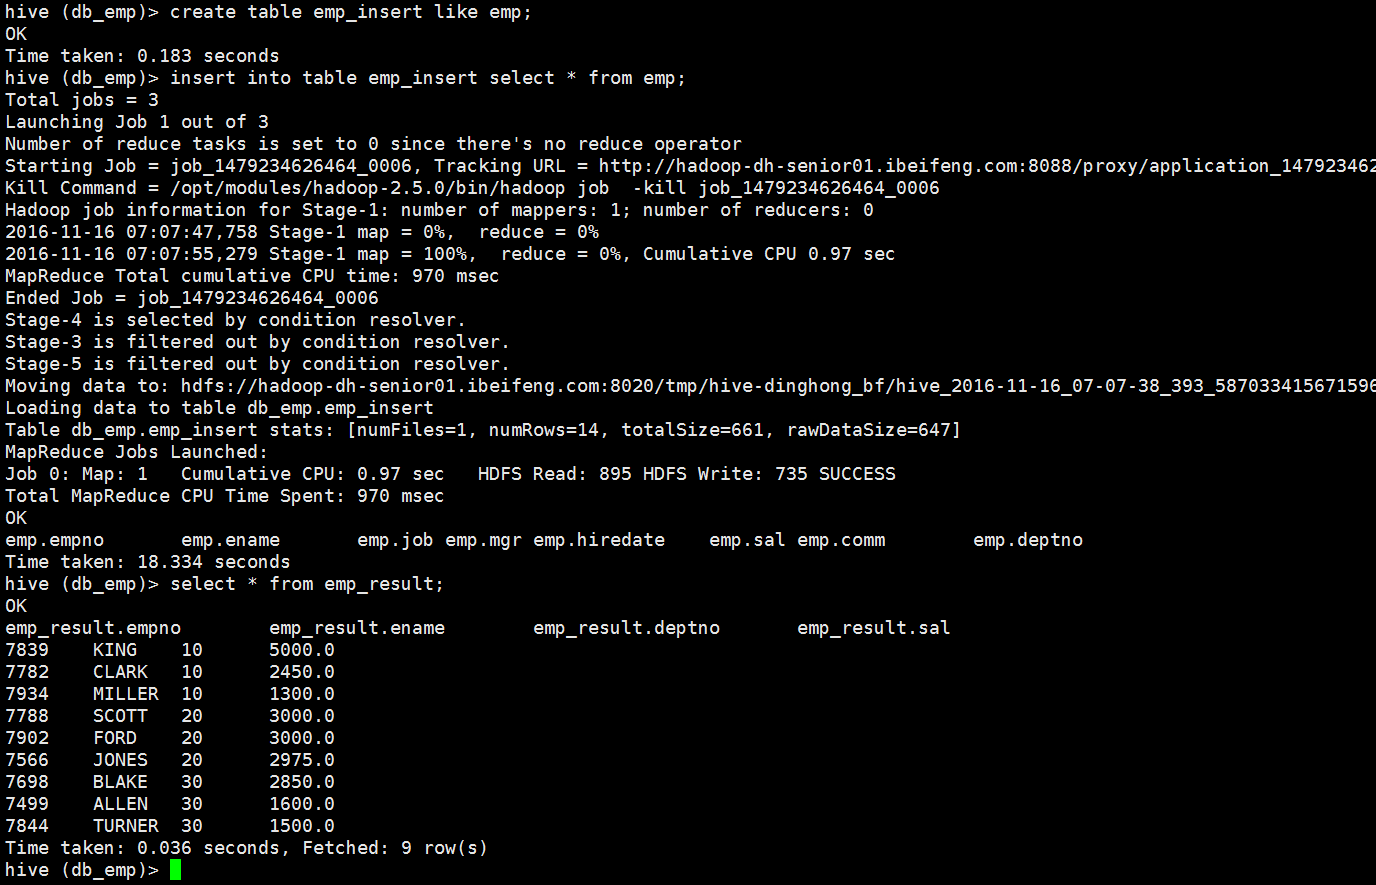 hive (db_emp)> create table emp_insert like emp;
OK
Time taken: 0.183 seconds
hive (db_emp)> insert into table emp_insert select * from emp;
Total jobs = 3
Launching Job 1 out of 3
Number of reduce tasks is set to 0 since there's no reduce operator
Starting Job = job_1479234626464_0006, Tracking URL = http://hadoop-dh-senior01.ibeifeng.com:8088/proxy/application_147923462
Kill Command = /opt/modules/hadoop-2.5.0/bin/hadoop job  -kill job_1479234626464_0006
Hadoop job information for Stage-1: number of mappers: 1; number of reducers: 0
2016-11-16 07:07:47,758 Stage-1 map = 0%,  reduce = 0%
2016-11-16 07:07:55,279 Stage-1 map = 100%,  reduce = 0%, Cumulative CPU 0.97 sec
MapReduce Total cumulative CPU time: 970 msec
Ended Job = job_1479234626464_0006
Stage-4 is selected by condition resolver.
Stage-3 is filtered out by condition resolver.
Stage-5 is filtered out by condition resolver.
Moving data to: hdfs://hadoop-dh-senior01.ibeifeng.com:8020/tmp/hive-dinghong_bf/hive_2016-11-16_07-07-38_393_587033415671596
Loading data to table db_emp.emp_insert
Table db_emp.emp_insert stats: [numFiles=1, numRows=14, totalSize=661, rawDataSize=647]
MapReduce Jobs Launched:
Job 0: Map: 1   Cumulative CPU: 0.97 sec   HDFS Read: 895 HDFS Write: 735 SUCCESS
Total MapReduce CPU Time Spent: 970 msec
OK
emp.empno       emp.ename       emp.job emp.mgr emp.hiredate    emp.sal emp.comm        emp.deptno
Time taken: 18.334 seconds
hive (db_emp)> select * from emp_result;
OK
emp_result.empno        emp_result.ename        emp_result.deptno       emp_result.sal
7839    KING    10      5000.0
7782    CLARK   10      2450.0
7934    MILLER  10      1300.0
7788    SCOTT   20      3000.0
7902    FORD    20      3000.0
7566    JONES   20      2975.0
7698    BLAKE   30      2850.0
7499    ALLEN   30      1600.0
7844    TURNER  30      1500.0
Time taken: 0.036 seconds, Fetched: 9 row(s)
hive (db_emp)>